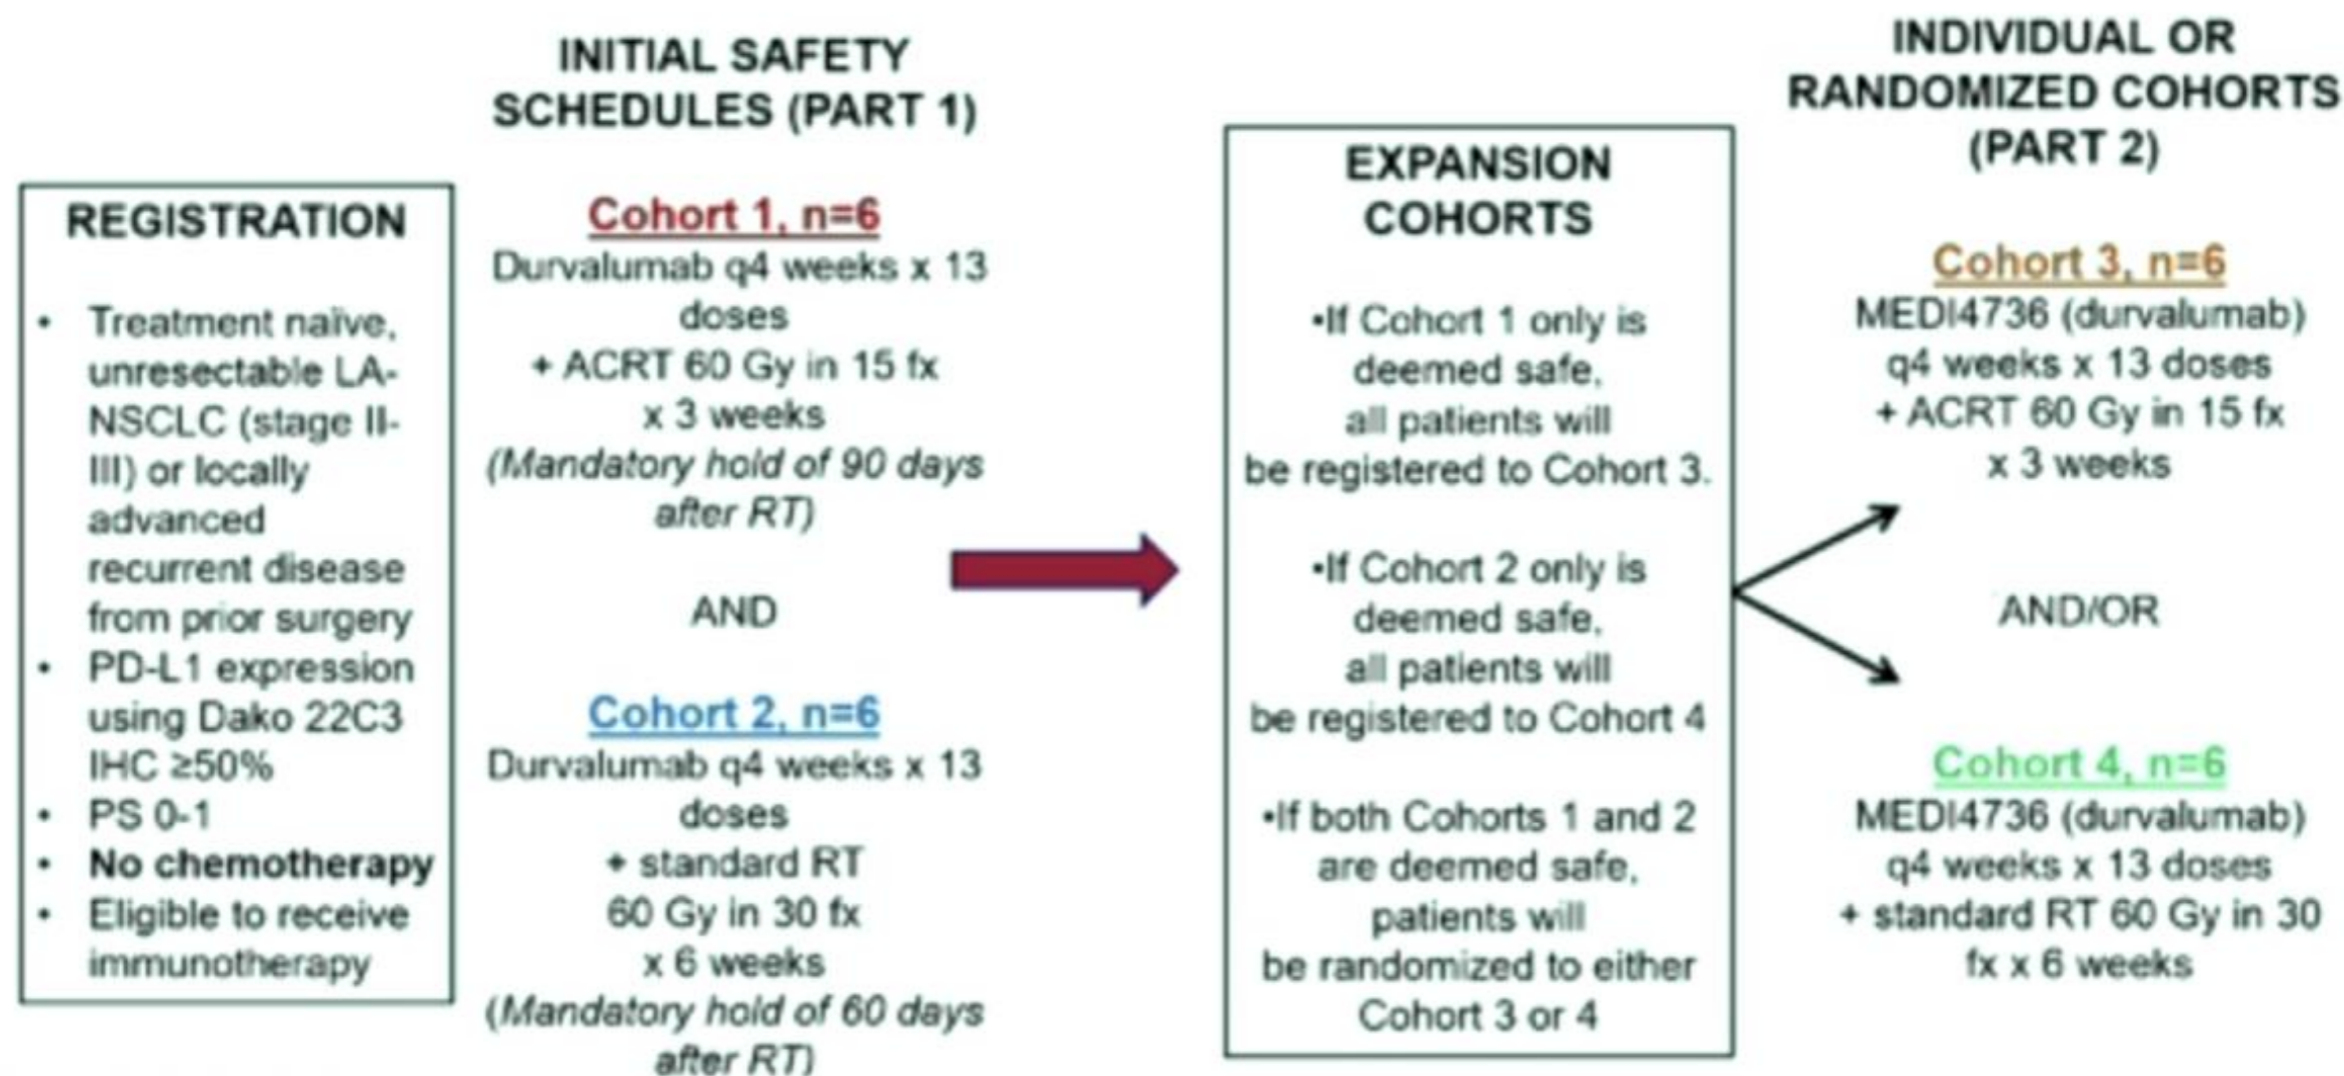 REGISTRATION
• Treatment naïve,
unresectable LA-
NSCLC (stage II-
III) or locally
advanced
recurrent disease
from prior surgery
• PD-L1 expression
using Dako 22C3
IHC ≥50%
• PS 0-1
• No chemotherapy
• Eligible to receive
immunotherapy
INITIAL SAFETY
SCHEDULES (PART 1)
Cohort 1, n=6
Durvalumab q4 weeks x 13
doses
+ ACRT 60 Gy in 15 fx
x 3 weeks
(Mandatory hold of 90 days
after RT)
AND
Cohort 2, n=6
Durvalumab q4 weeks x 13
doses
+ standard RT
60 Gy in 30 fx
x 6 weeks
(Mandatory hold of 60 days
after RT)
EXPANSION
COHORTS
•If Cohort 1 only is
deemed safe,
all patients will
be registered to Cohort 3.
•If Cohort 2 only is
deemed safe,
all patients will
be registered to Cohort 4
•If both Cohorts 1 and 2
are deemed safe,
patients will
be randomized to either
Cohort 3 or 4
INDIVIDUAL OR
RANDOMIZED COHORTS
(PART 2)
Cohort 3, n=6
MEDI4736 (durvalumab)
q4 weeks x 13 doses
+ ACRT 60 Gy in 15 fx
x 3 weeks
AND/OR
Cohort 4, n=6
MEDI4736 (durvalumab)
q4 weeks x 13 doses
+ standard RT 60 Gy in 30
fx x 6 weeks